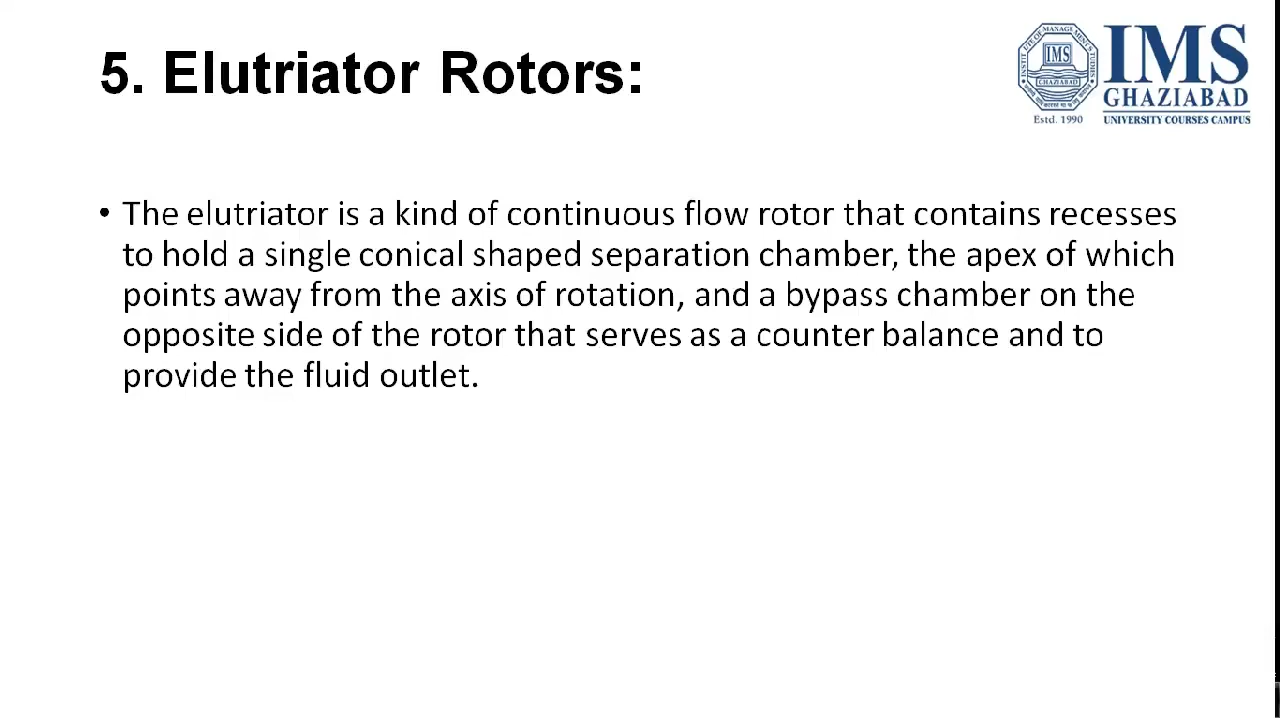 5. Elutriator Rotors:
IMS
GHAZIABAD
UNIVERSITY COURSES CAMPUS
IMS
GHAZIABAD
Estd. 1990
• The elutriator is a kind of continuous flow rotor that contains recesses
to hold a single conical shaped separation chamber, the apex of which
points away from the axis of rotation, and a bypass chamber on the
opposite side of the rotor that serves as a counter balance and to
provide the fluid outlet.